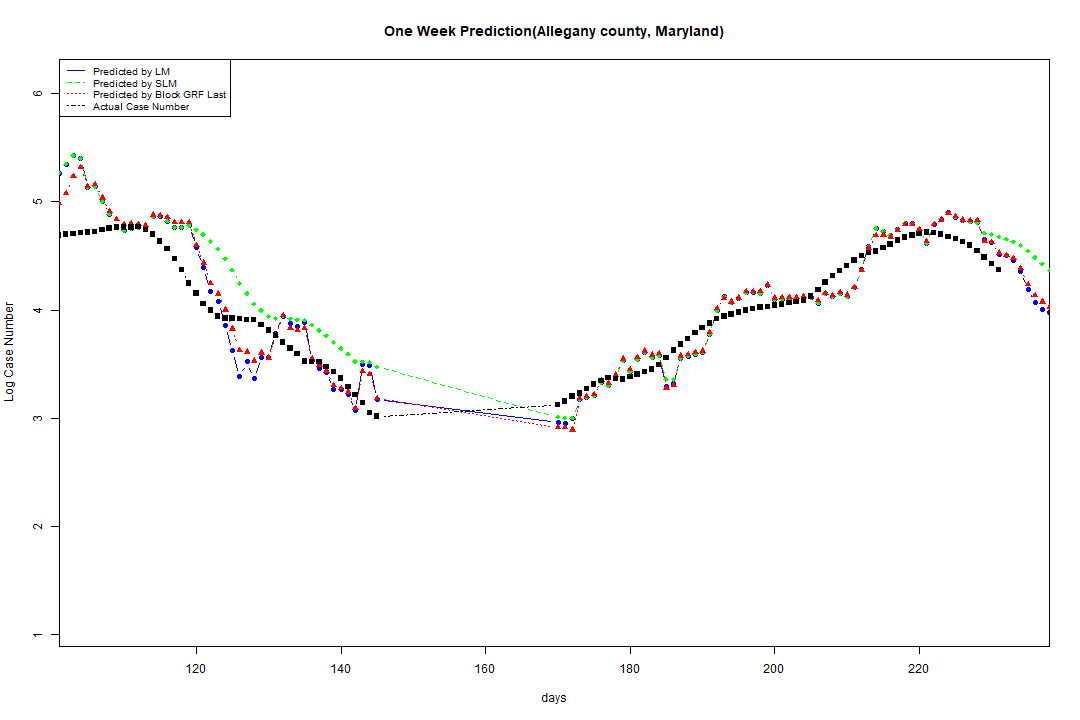 One Week Prediction(Allegany county, Maryland)
Predicted by LM
Predicted by SLM
Predicted by Block GRF Last
Actual Case Number
6
5
4
3
2
1
Log Case Number
120 140 160 180 200 220
days